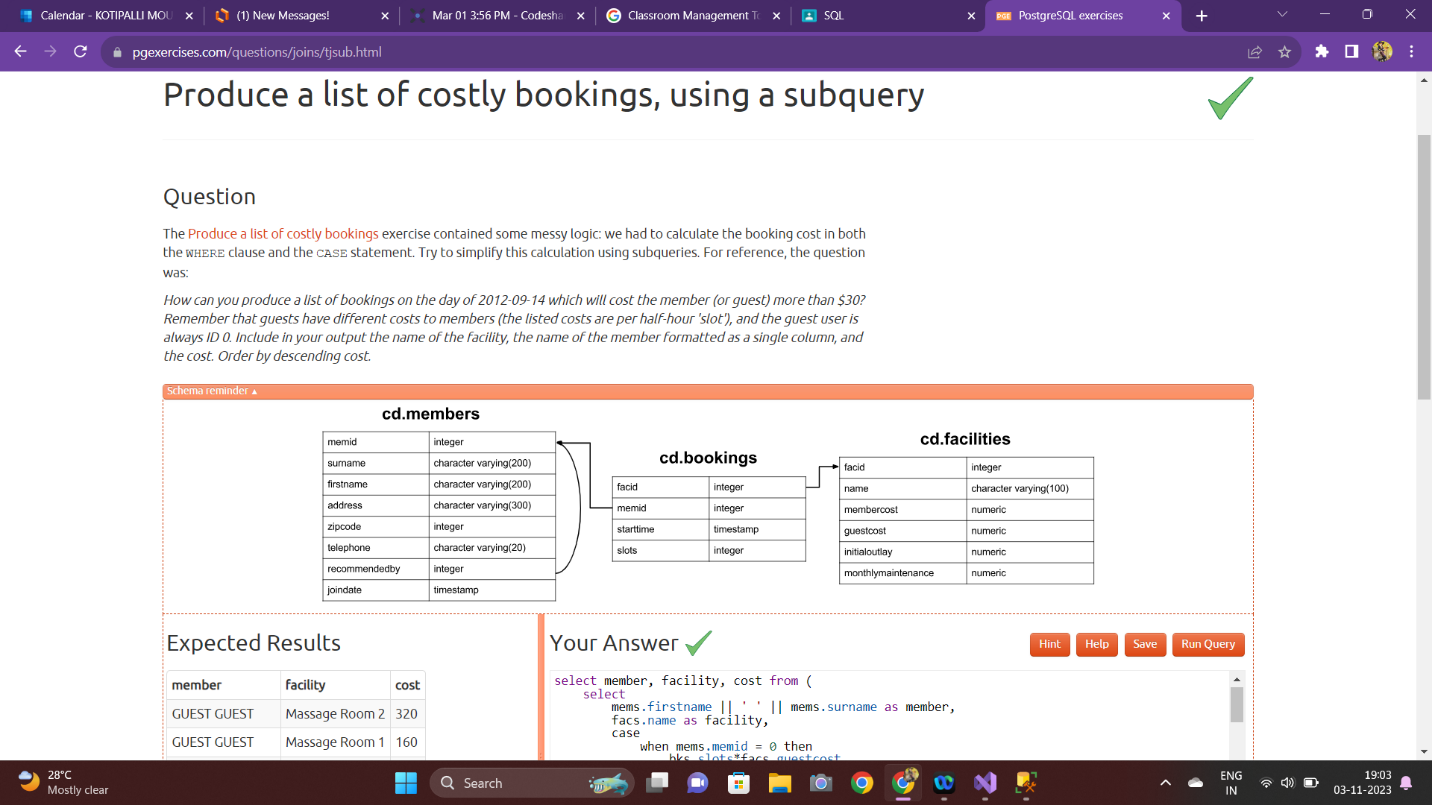 Calendar - KOTIPALLI MOU
(1) New Messages!
Mar 01 3:56 PM - Codesha
Classroom Management To
SQL
PostgreSQL exercises
pgexercises.com/questions/joins/tjsub.html
Produce a list of costly bookings, using a subquery
Question
The Produce a list of costly bookings exercise contained some messy logic: we had to calculate the booking cost in both
the WHERE clause and the CASE statement. Try to simplify this calculation using subqueries. For reference, the question
was:
How can you produce a list of bookings on the day of 2012-09-14 which will cost the member (or guest) more than $30?
Remember that guests have different costs to members (the listed costs are per half-hour 'slot'), and the guest user is
always ID 0. Include in your output the name of the facility, the name of the member formatted as a single column, and
the cost. Order by descending cost.
Schema reminder ▲
cd.members
memid integer
surname character varying(200)
firstname character varying(200)
address character varying(300)
zipcode integer
telephone character varying(20)
recommendedby integer
joindate timestamp
cd.bookings
facid integer
memid integer
starttime timestamp
slots integer
cd.facilities
facid integer
name character varying(100)
membercost numeric
guestcost numeric
initialoutlay numeric
monthlymaintenance numeric
Expected Results
member facility cost
GUEST GUEST Massage Room 2 320
GUEST GUEST Massage Room 1 160
Your Answer
Hint Help Save Run Query
select member, facility, cost from (
select
mems.firstname || ' ' || mems.surname as member,
facs.name as facility,
case
when mems.memid = 0 then
bks.slots*facs.guestcost
28°C
Mostly clear
Search
ENG
IN
19:03
03-11-2023